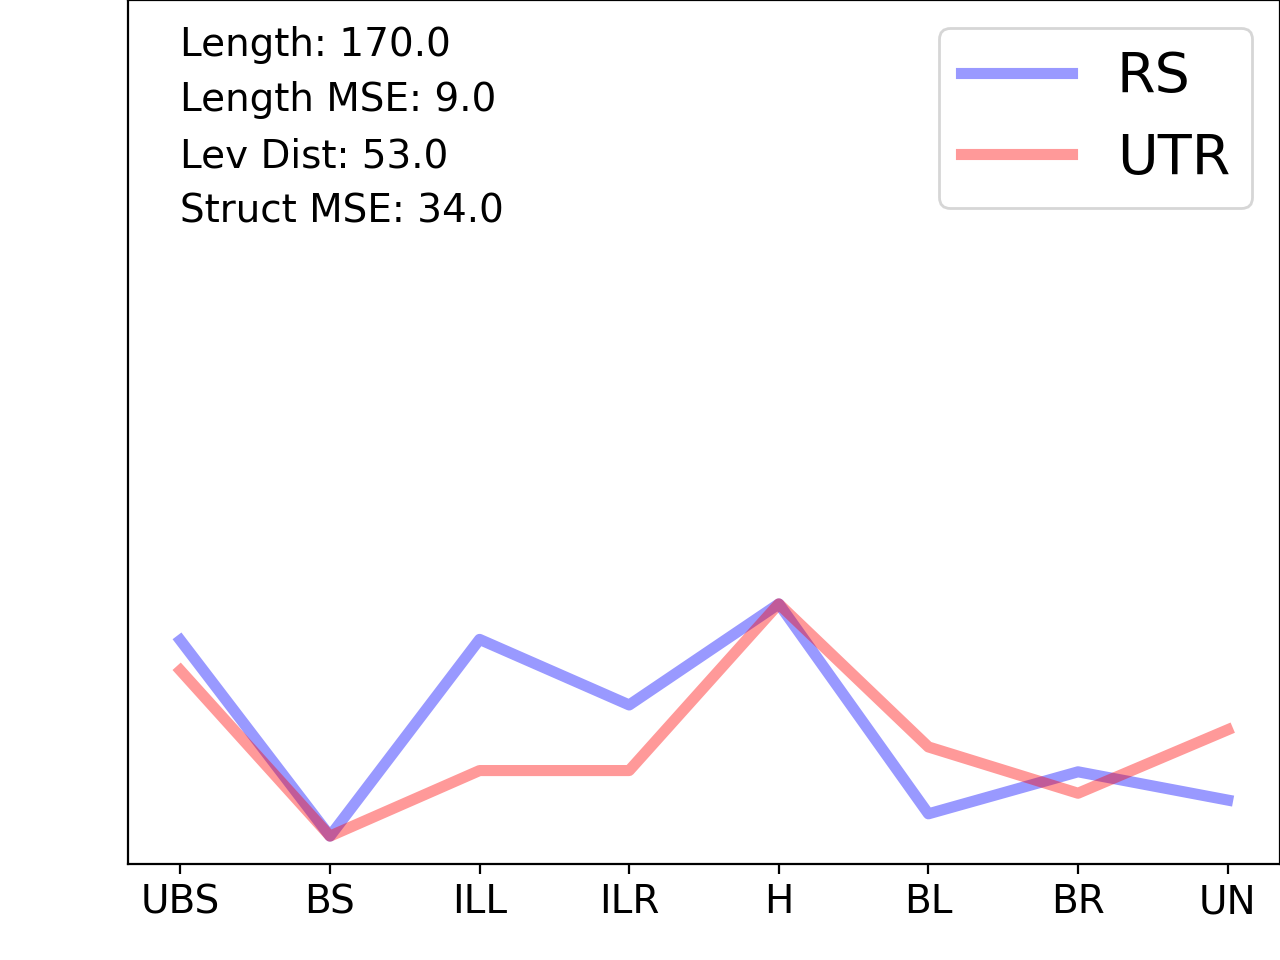 Length: 170.0
Length MSE: 9.0
Lev Dist: 53.0
Struct MSE: 34.0
RS
UTR
UBS BS ILL ILR H BL BR UN